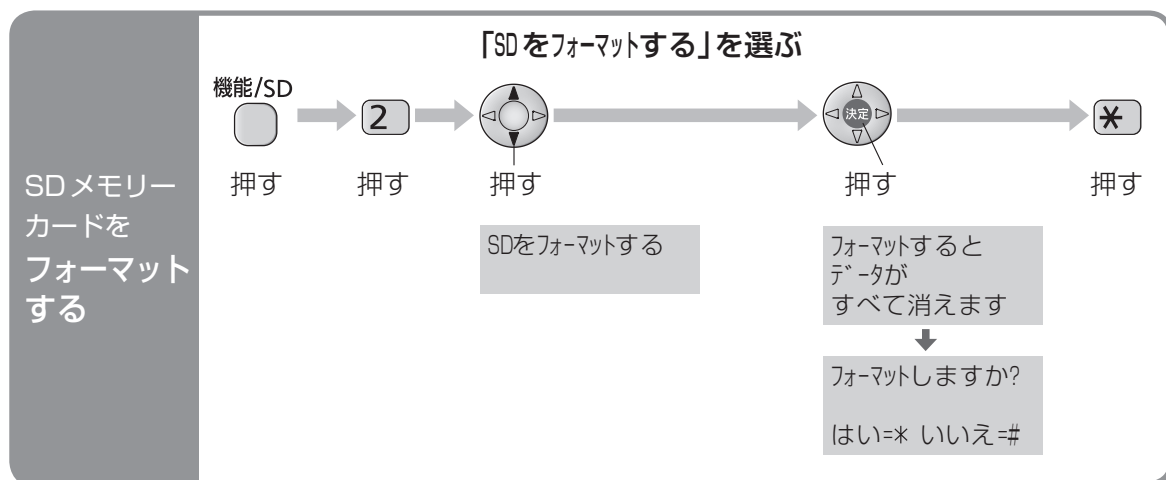 「SDをフォーマットする」を選ぶ
機能/SD
2
決定
*
押す
押す
押す
押す
押す
SDメモリー
カードを
フォーマット
する
SDをフォーマットする
フォーマットすると
データが
すべて消えます
フォーマットしますか?
はい=* いいえ=#